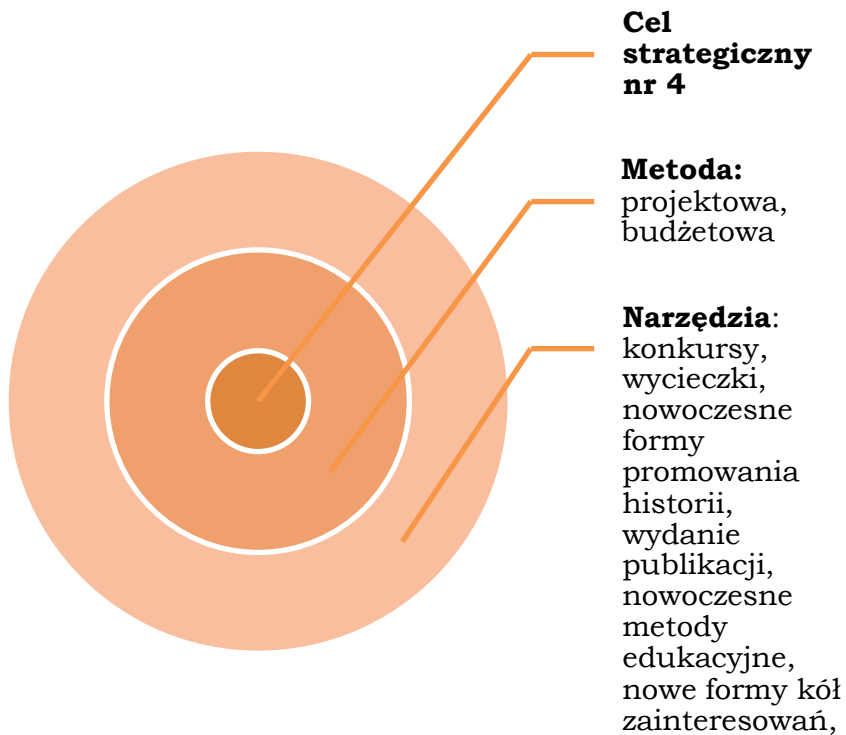 Cel
strategiczny
nr 4
Metoda:
projektowa,
budżetowa
Narzędzia:
konkursy,
wycieczki,
nowoczesne
formy
promowania
historii,
wydanie
publikacji,
nowoczesne
metody
edukacyjne,
nowe formy kół
zainteresowań,